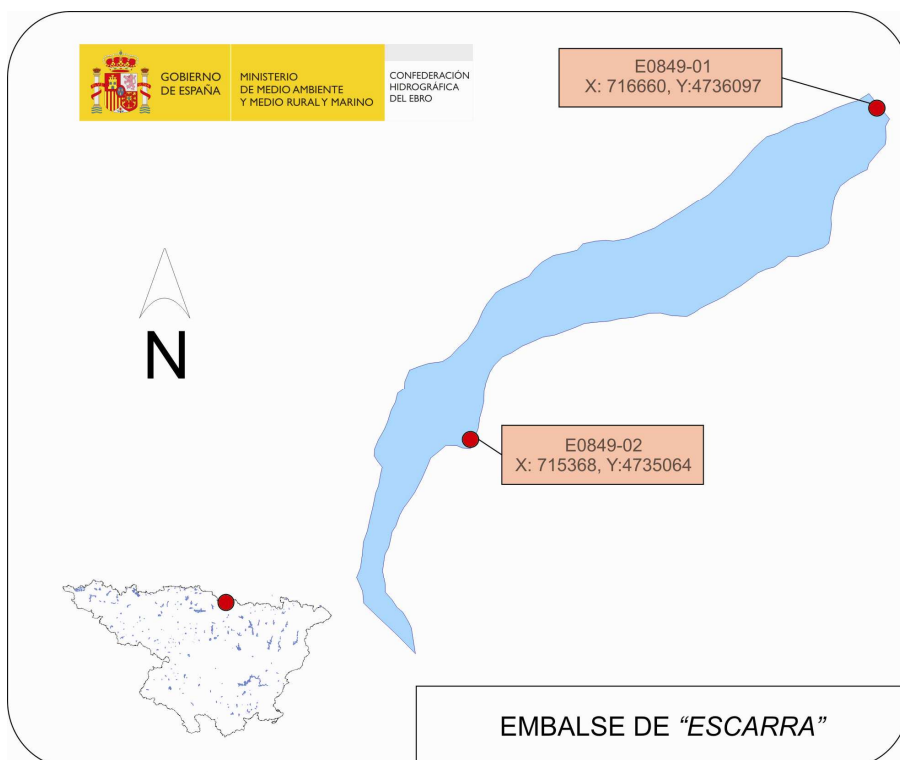 GOBIERNO
DE ESPAÑA
MINISTERIO
DE MEDIO AMBIENTE
Y MEDIO RURAL Y MARINO
CONFEDERACIÓN
HIDROGRÁFICA
DEL EBRO
E0849-01
X: 716660, Y:4736097
N
E0849-02
X: 715368, Y:4735064
EMBALSE DE "ESCARRA"